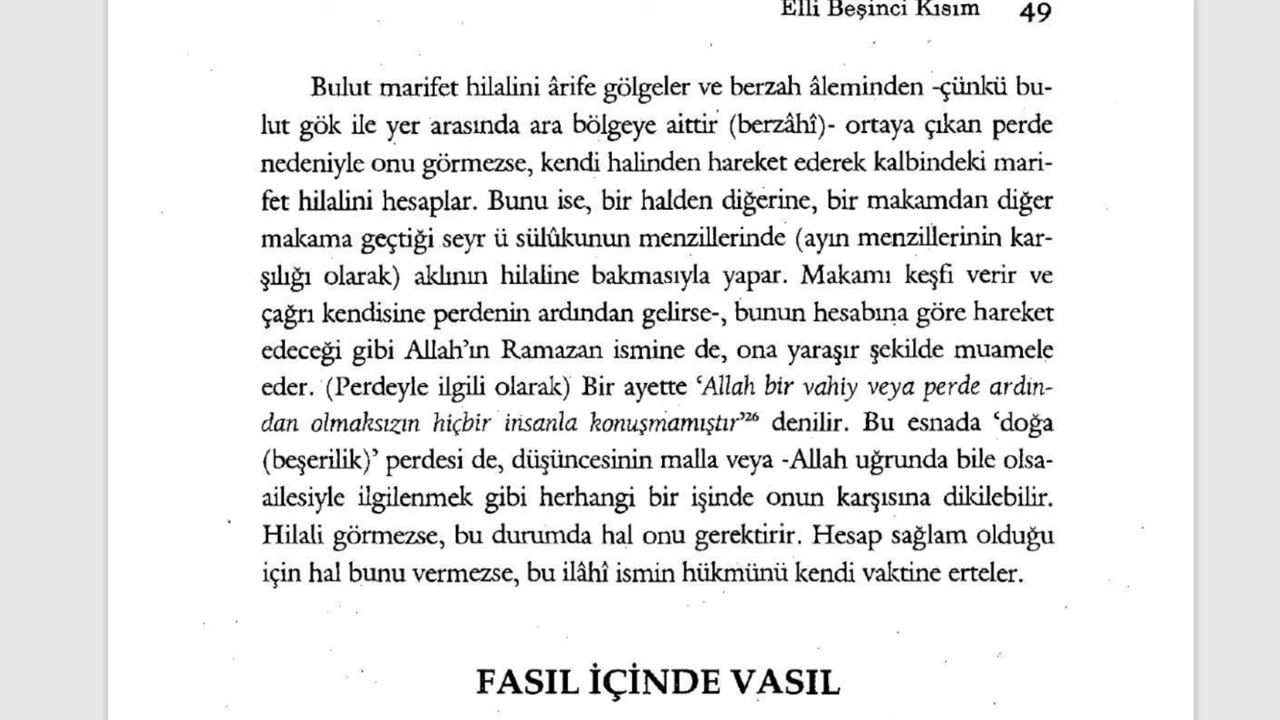 Elli Beşinci Kısım 49
Bulut marifet hilalini ârife gölgeler ve berzah âleminden -çünkü bu-
lut gök ile yer arasında ara bölgeye aittir (berzâhî)- ortaya çıkan perde
nedeniyle onu görmezse, kendi halinden hareket ederek kalbindeki mari-
fet hilalini hesaplar. Bunu ise, bir halden diğerine, bir makamdan diğer
makama geçtiği seyr ü sülûkunun menzillerinde (ayın menzillerinin kar-
şılığı olarak) aklının hilaline bakmasıyla yapar. Makamı keşfi verir ve
çağrı kendisine perdenin ardından gelirse-, bunun hesabına göre hareket
edeceği gibi Allah'ın Ramazan ismine de, ona yaraşır şekilde muamele
eder. (Perdeyle ilgili olarak) Bir ayette ‘Allah bir vahiy veya perde ardın-
dan olmaksızın hiçbir insanla konuşmamıştır’²⁶ denilir. Bu esnada ‘doğa
(beşerilik)’ perdesi de, düşüncesinin malla veya -Allah uğrunda bile olsa-
ailesiyle ilgilenmek gibi herhangi bir işinde onun karşısına dikilebilir.
Hilali görmezse, bu durumda hal onu gerektirir. Hesap sağlam olduğu
için hal bunu vermezse, bu ilâhî ismin hükmünü kendi vaktine erteler.
FASIL İÇİNDE VASIL